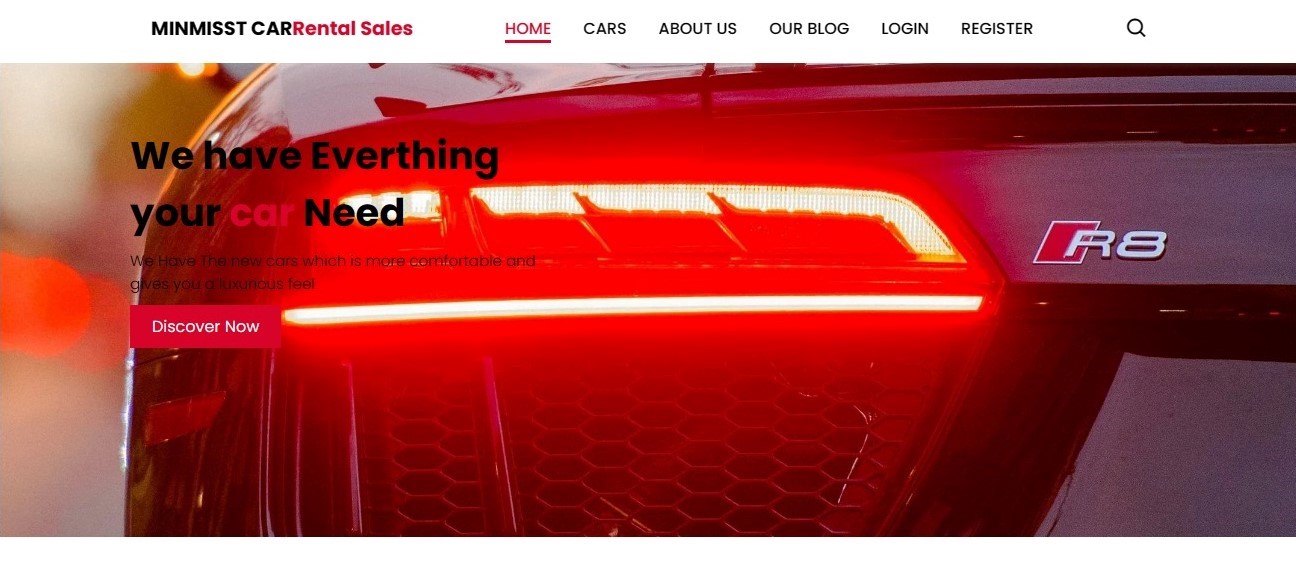 MINMISST CARRental Sales HOME CARS ABOUT US OUR BLOG LOGIN REGISTER
We have Everthing
your car Need
We Have The new cars which is more comfortable and
gives you a luxurious feel
Discover Now
R8